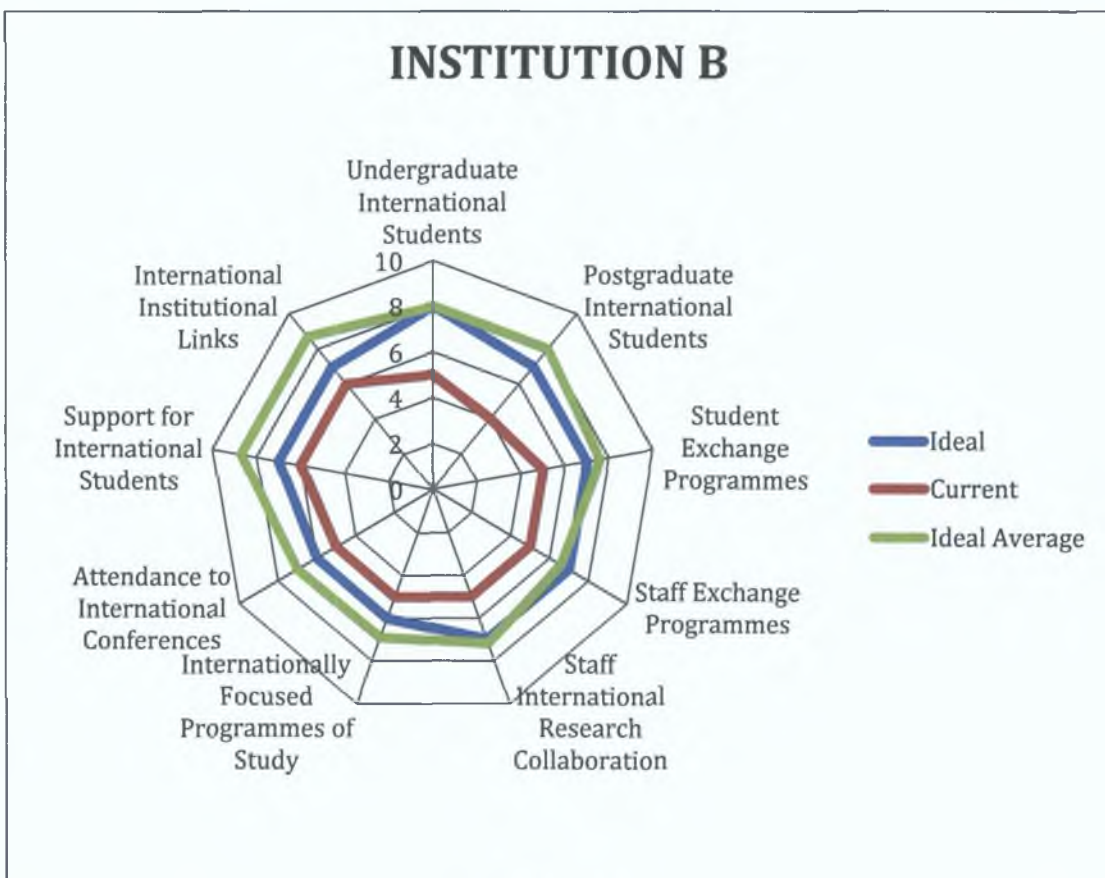 INSTITUTION B
Undergraduate
International
Students
Postgraduate
International
Students
Student
Exchange
Programmes
Staff Exchange
Programmes
Staff
International
Research
Collaboration
Internationally
Focused
Programmes of
Study
Attendance to
International
Conferences
Support for
International
Students
International
Institutional
Links
10
8
6
4
2
0
Ideal
Current
Ideal Average